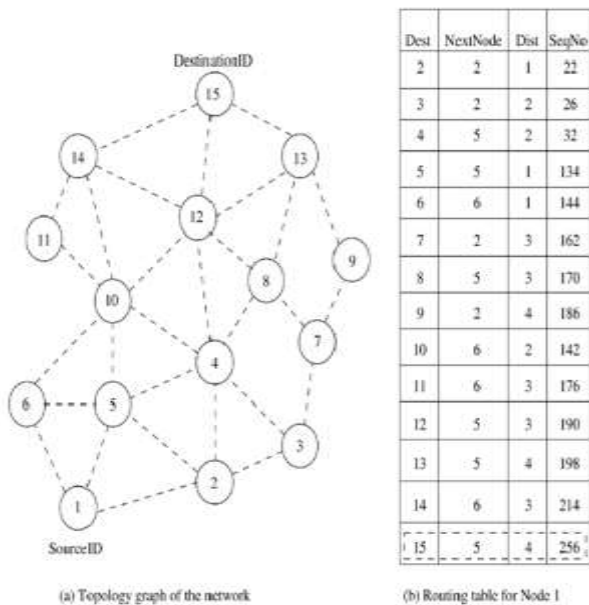 DestinationID
15
14
13
12
11
9
8
10
7
4
6
5
3
2
1
SourceID
(a) Topology graph of the network
Dest NextNode Dist SeqNo
2 2 1 22
3 2 2 26
4 5 2 32
5 5 1 134
6 6 1 144
7 2 3 162
8 5 3 170
9 2 4 186
10 6 2 142
11 6 3 176
12 5 3 190
13 5 4 198
14 6 3 214
15 5 4 256
(b) Routing table for Node 1